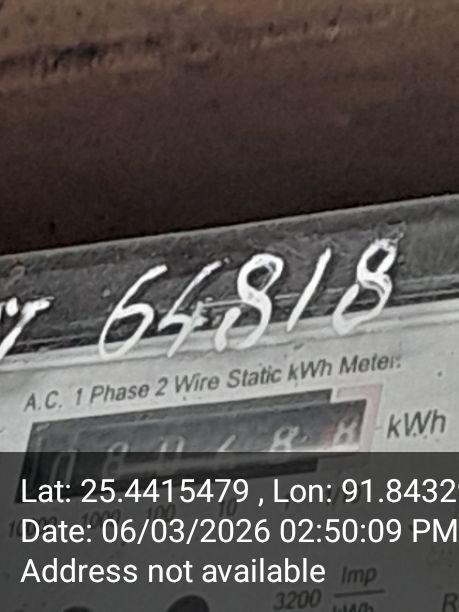 64818
A.C. 1 Phase 2 Wire Static kWh Meter.
kWh
Lat: 25.4415479 , Lon: 91.8432
Date: 06/03/2026 02:50:09 PM
Address not available
3200 Imp